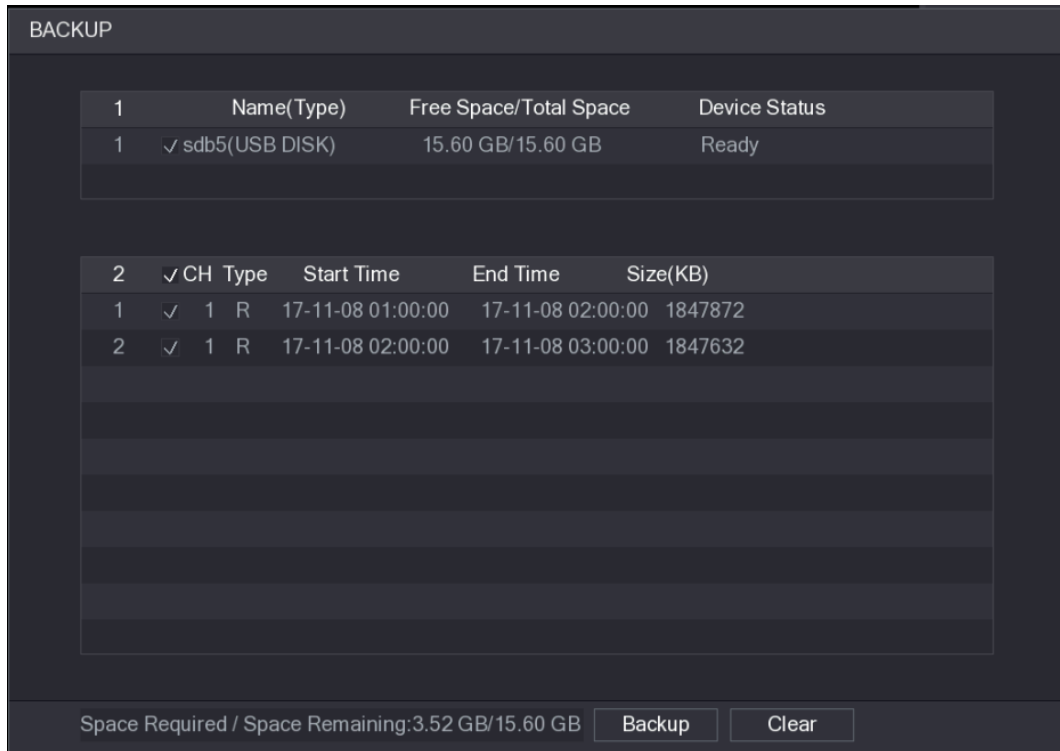 BACKUP
1 Name(Type) Free Space/Total Space Device Status
1 sdb5(USB DISK) 15.60 GB/15.60 GB Ready
2 CH Type Start Time End Time Size(KB)
1 1 R 17-11-08 01:00:00 17-11-08 02:00:00 1847872
2 1 R 17-11-08 02:00:00 17-11-08 03:00:00 1847632
Space Required / Space Remaining:3.52 GB/15.60 GB Backup Clear